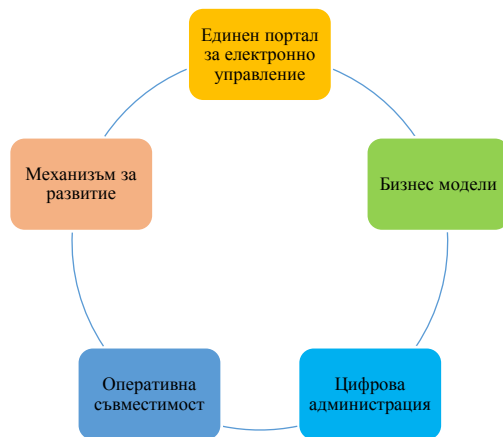 Единен портал
за електронно
управление
Механизъм за
развитие
Бизнес модели
Оперативна
съвместимост
Цифрова
администрация